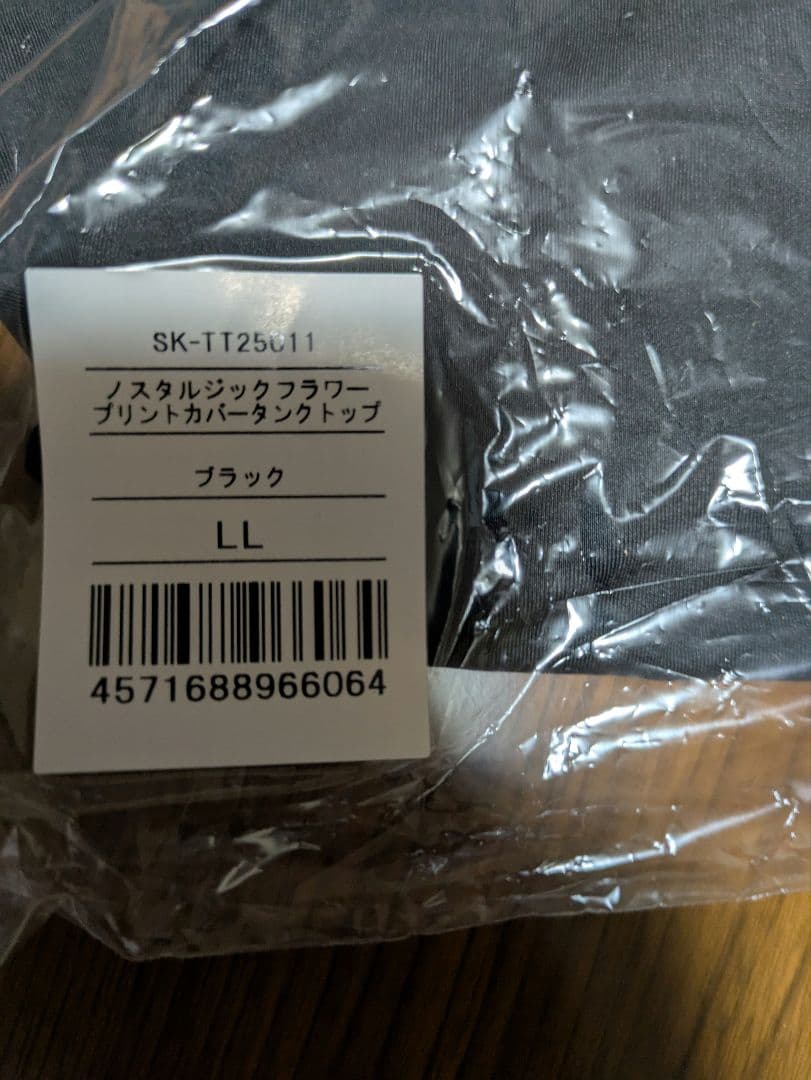 SK-TT25011
ノスタルジックフラワー
プリントカバータンクトップ
ブラック
LL
4571688966064